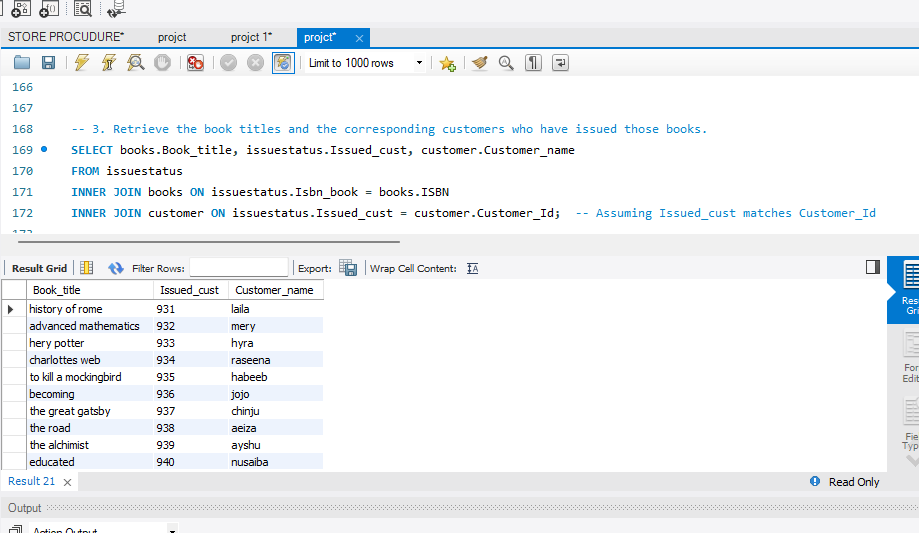 STORE PROCUDURE* projct projct 1* projct*
Limit to 1000 rows
166
167
168 -- 3. Retrieve the book titles and the corresponding customers who have issued those books.
169 SELECT books.Book_title, issuestatus.Issued_cust, customer.Customer_name
170 FROM issuestatus
171 INNER JOIN books ON issuestatus.Isbn_book = books.ISBN
172 INNER JOIN customer ON issuestatus.Issued_cust = customer.Customer_Id; -- Assuming Issued_cust matches Customer_Id
Result Grid Filter Rows: Export: Wrap Cell Content:
Book_title Issued_cust Customer_name
history of rome 931 laila
advanced mathematics 932 mery
hery potter 933 hyra
charlottes web 934 raseena
to kill a mockingbird 935 habeeb
becoming 936 jojo
the great gatsby 937 chinju
the road 938 aeiza
the alchimist 939 ayshu
educated 940 nusaiba
Result 21 Read Only
Output
Action Output